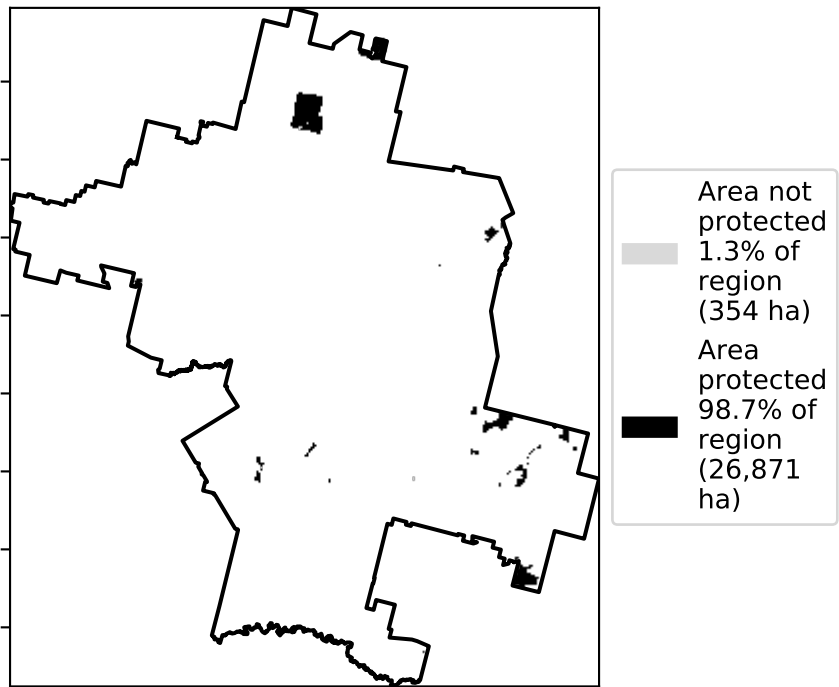 Area not
protected
1.3% of
region
(354 ha)
Area
protected
98.7% of
region
(26,871
ha)